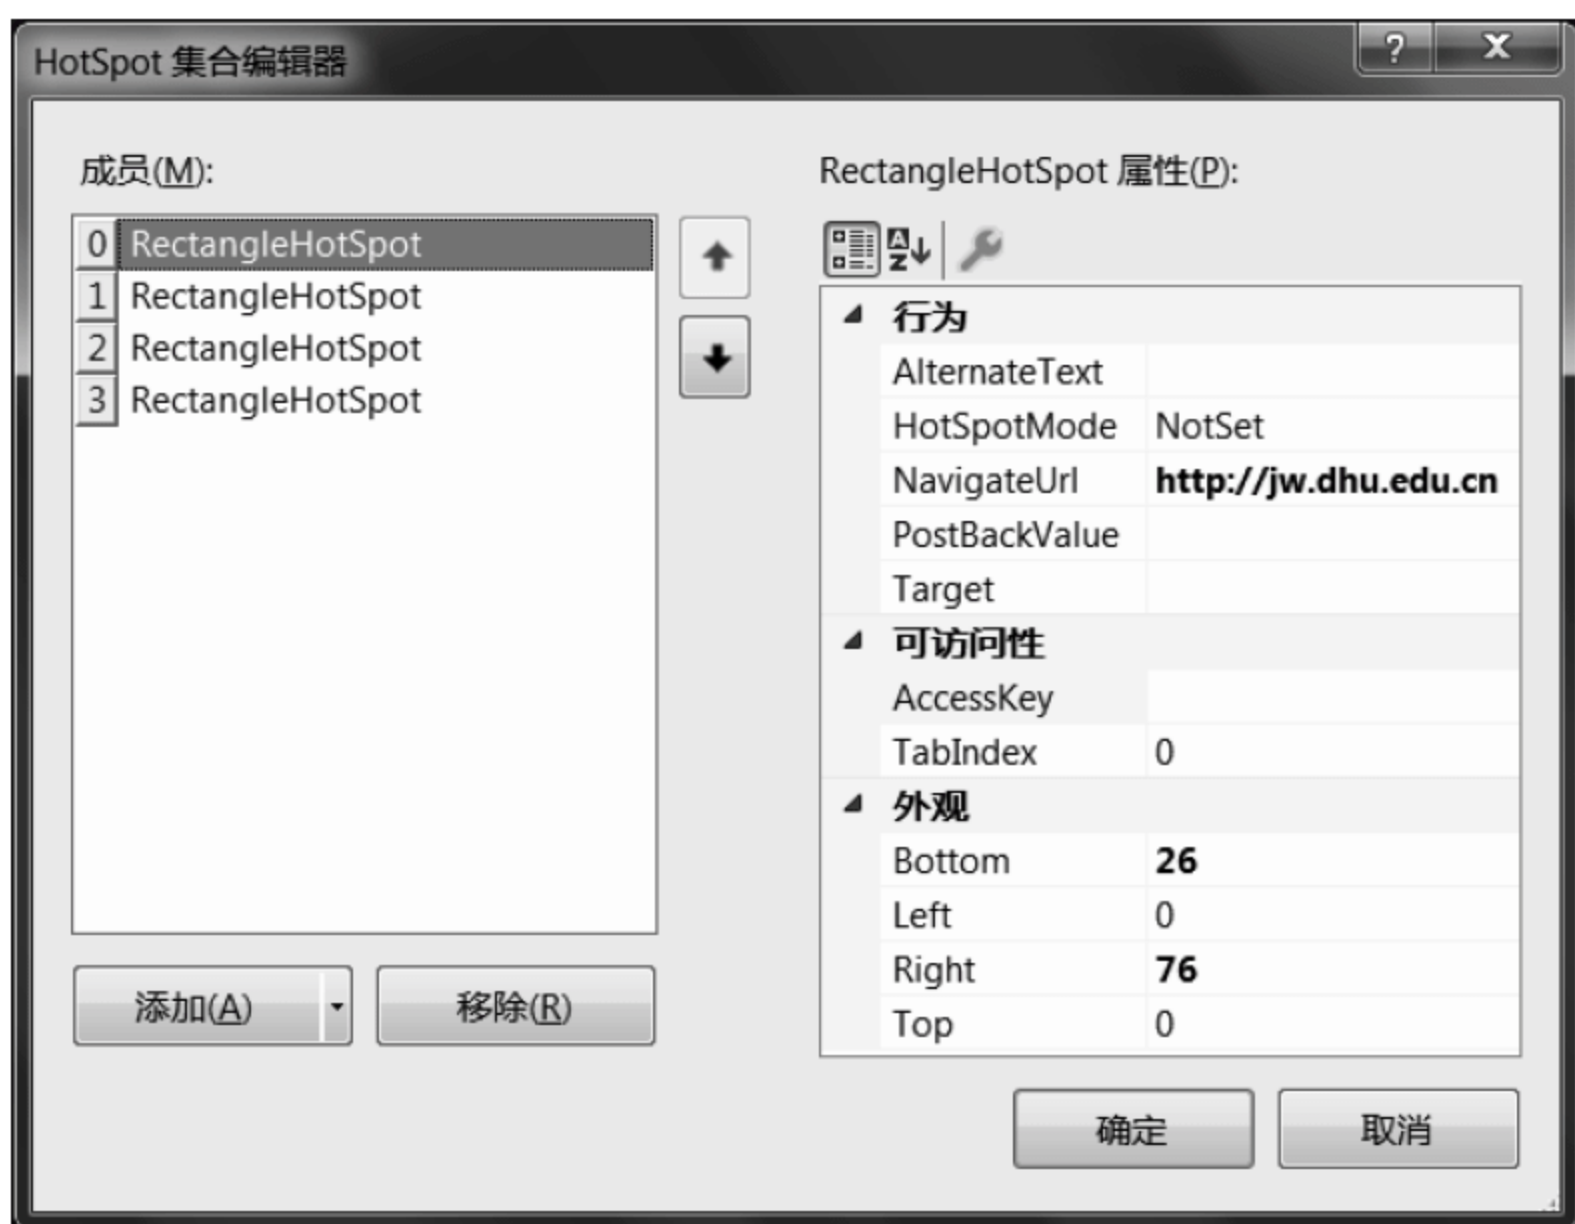 HotSpot 集合编辑器
? X
成员(M):
0 RectangleHotSpot
1 RectangleHotSpot
2 RectangleHotSpot
3 RectangleHotSpot
添加(A)
移除(R)
RectangleHotSpot 属性(P):
AZ
行为
AlternateText
HotSpotMode NotSet
NavigateUrl http://jw.dhu.edu.cn
PostBackValue
Target
可访问性
AccessKey
TabIndex 0
外观
Bottom 26
Left 0
Right 76
Top 0
确定
取消